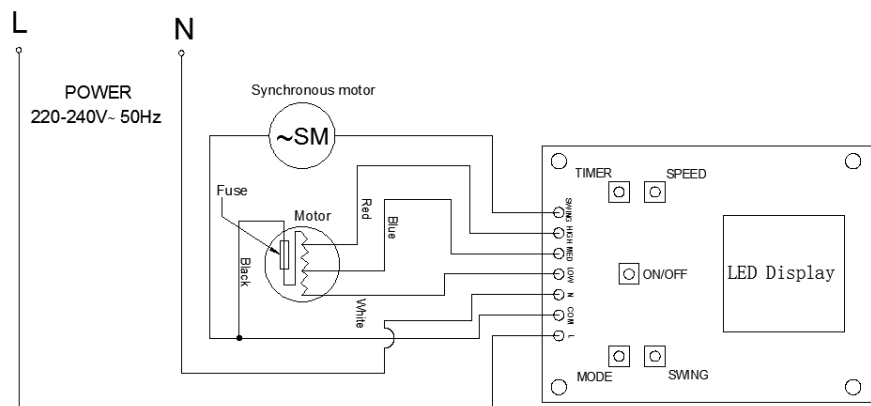 L
N
POWER
220-240V~ 50Hz
Synchronous motor
~SM
Fuse
Motor
Red
Blue
Black
White
SWING
HIGH
MED
LOW
N
COM
L
TIMER
SPEED
ON/OFF
LED Display
MODE
SWING